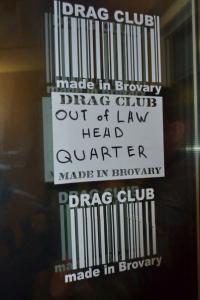 DRAG CLUB
made in Brovary
DRAG CLUB
OUT of LAW
HEAD
QUARTER
MADE IN BROVARY
DRAG CLUB
made in Brovary